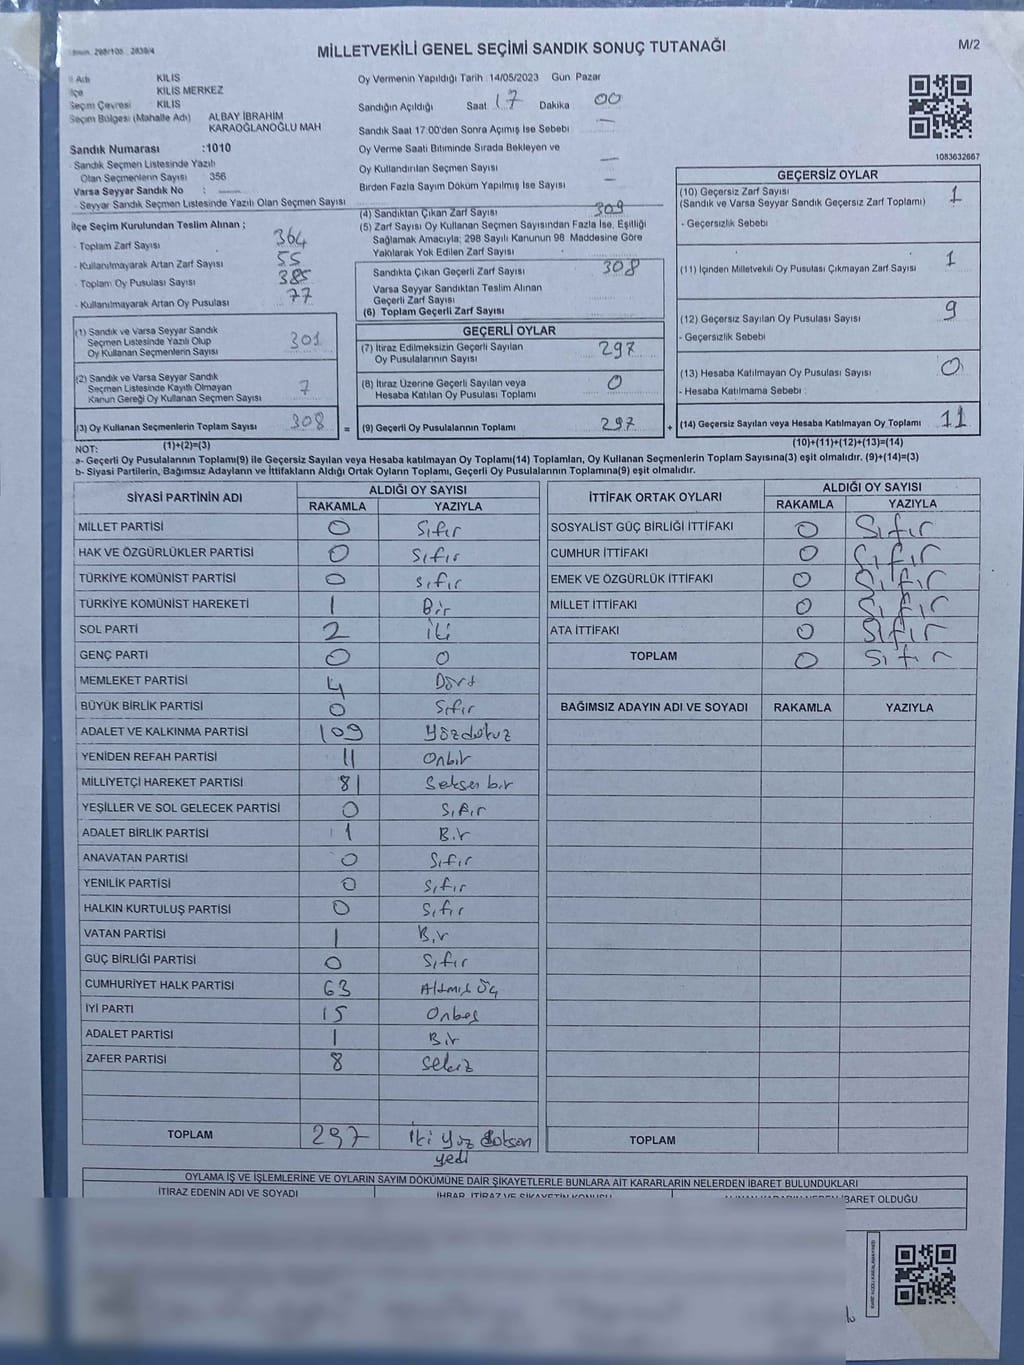 MİLLETVEKİLİ GENEL SEÇİMİ SANDIK SONUÇ TUTANAĞI
M/2
KILIS
İlçe KILIS MERKEZ
Seçim Çevresi KILIS
Seçim Bölgesi (Mahalle Adı) ALBAY İBRAHİM KARAOĞLANOĞLU MAH
Sandık Numarası :1010
Sandık Seçmen Listesinde Yazılı
Olan Seçmenlerin Sayısı 356
Varsa Seyyar Sandık No :
Seyyar Sandık Seçmen Listesinde Yazılı Olan Seçmen Sayısı
Oy Vermenin Yapıldığı Tarih 14/05/2023 Gün Pazar
Sandığın Açıldığı Saat 17 Dakika 00
Sandık Saat 17:00'den Sonra Açımış İse Sebebi
Oy Verme Saati Bitiminde Sırada Bekleyen ve
Oy Kullandırılan Seçmen Sayısı
Birden Fazla Sayım Döküm Yapılmış İse Sayısı
1083632667
İlçe Seçim Kurulundan Teslim Alınan ;
- Toplam Zarf Sayısı 364
- Kullanılmayarak Artan Zarf Sayısı 55
- Toplam Oy Pusulası Sayısı 385
- Kullanılmayarak Artan Oy Pusulası 77
(1) Sandık ve Varsa Seyyar Sandık
Seçmen Listesinde Yazılı Olup
Oy Kullanan Seçmenlerin Sayısı 301
(2) Sandık ve Varsa Seyyar Sandık
Seçmen Listesinde Kayıtlı Olmayan
Kanun Gereği Oy Kullanan Seçmen Sayısı 7
(3) Oy Kullanan Seçmenlerin Toplam Sayısı 308 =
(1)+(2)=(3)
(4) Sandıktan Çıkan Zarf Sayısı 309
(5) Zarf Sayısı Oy Kullanan Seçmen Sayısından Fazla İse, Eşitliği
Sağlamak Amacıyla; 298 Sayılı Kanunun 98 Maddesine Göre
Yakılarak Yok Edilen Zarf Sayısı
Sandıkta Çıkan Geçerli Zarf Sayısı 308
Varsa Seyyar Sandıktan Teslim Alınan
Geçerli Zarf Sayısı
(6) Toplam Geçerli Zarf Sayısı
GEÇERLİ OYLAR
(7) İtiraz Edilmeksizin Geçerli Sayılan
Oy Pusulalarının Sayısı 297
(8) İtiraz Üzerine Geçerli Sayılan veya
Hesaba Katılan Oy Pusulası Toplamı 0
(9) Geçerli Oy Pusulalarının Toplamı 297 +
GEÇERSİZ OYLAR
(10) Geçersiz Zarf Sayısı 1
(Sandık ve Varsa Seyyar Sandık Geçersiz Zarf Toplamı)
- Geçersizlik Sebebi
(11) İçinden Milletvekili Oy Pusulası Çıkmayan Zarf Sayısı 1
(12) Geçersiz Sayılan Oy Pusulası Sayısı 9
- Geçersizlik Sebebi
(13) Hesaba Katılmayan Oy Pusulası Sayısı 0
- Hesaba Katılmama Sebebi :
(14) Geçersiz Sayılan veya Hesaba Katılmayan Oy Toplamı 11
(10)+(11)+(12)+(13)=(14)
NOT:
a- Geçerli Oy Pusulalarının Toplamı(9) ile Geçersiz Sayılan veya Hesaba Katılmayan Oy Toplamı(14) Toplamları, Oy Kullanan Seçmenlerin Toplam Sayısına(3) eşit olmalıdır. (9)+(14)=(3)
b- Siyasi Partilerin, Bağımsız Adayların ve İttifakların Aldığı Ortak Oyların Toplamı, Geçerli Oy Pusulalarının Toplamına(9) eşit olmalıdır.
SİYASİ PARTİNİN ADI ALDIĞI OY SAYISI
RAKAMLA YAZIYLA
MİLLET PARTİSİ 0 Sıfır
HAK VE ÖZGÜRLÜKLER PARTİSİ 0 Sıfır
TÜRKİYE KOMÜNİST PARTİSİ 0 Sıfır
TÜRKİYE KOMÜNİST HAREKETİ 1 Bir
SOL PARTİ 2 İki
GENÇ PARTİ 0 0
MEMLEKET PARTİSİ 4 Dört
BÜYÜK BİRLİK PARTİSİ 0 Sıfır
ADALET VE KALKINMA PARTİSİ 109 Yüzdokuz
YENİDEN REFAH PARTİSİ 11 Onbir
MİLLİYETÇİ HAREKET PARTİSİ 81 Seksen bir
YEŞİLLER VE SOL GELECEK PARTİSİ 0 Sıfır
ADALET BİRLİK PARTİSİ 1 Bir
ANAVATAN PARTİSİ 0 Sıfır
YENİLİK PARTİSİ 0 Sıfır
HALKIN KURTULUŞ PARTİSİ 0 Sıfır
VATAN PARTİSİ 1 Bir
GÜÇ BİRLİĞİ PARTİSİ 0 Sıfır
CUMHURİYET HALK PARTİSİ 63 Altmış Üç
İYİ PARTİ 15 Onbeş
ADALET PARTİSİ 1 Bir
ZAFER PARTİSİ 8 Sekiz
TOPLAM 297 İki Yüz Doksan
yedi
İTTİFAK ORTAK OYLARI ALDIĞI OY SAYISI
RAKAMLA YAZIYLA
SOSYALİST GÜÇ BİRLİĞİ İTTİFAKI 0 Sıfır
CUMHUR İTTİFAKI 0 Sıfır
EMEK VE ÖZGÜRLÜK İTTİFAKI 0 Sıfır
MİLLET İTTİFAKI 0 Sıfır
ATA İTTİFAKI 0 Sıfır
TOPLAM 0 Sıfır
BAĞIMSIZ ADAYIN ADI VE SOYADI RAKAMLA YAZIYLA
TOPLAM
OYLAMA İŞ VE İŞLEMLERİNE VE OYLARIN SAYIM DÖKÜMÜNE DAİR ŞİKAYETLERLE BUNLARA AİT KARARLARIN NELERDEN İBARET BULUNDUKLARI
İTİRAZ EDENİN ADI VE SOYADI
İHBAR, İTİRAZ VE ŞİKAYETİN KONUSU
İBARET OLDUĞU